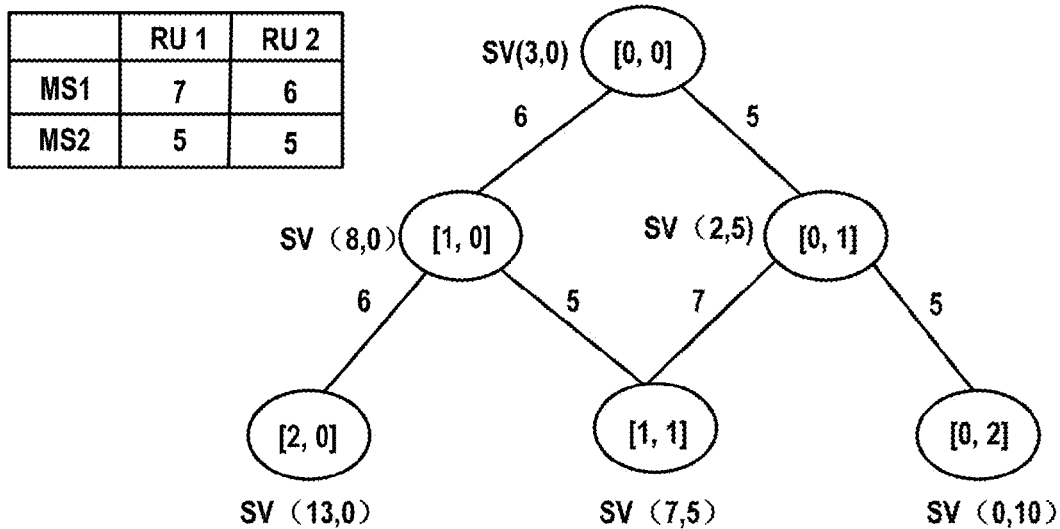 RU 1 RU 2
MS1 7 6
MS2 5 5
SV(3,0) [0, 0]
6 5
SV（8,0） [1, 0] SV（2,5） [0, 1]
6 5 7 5
[2, 0] [1, 1] [0, 2]
SV（13,0） SV（7,5） SV（0,10）